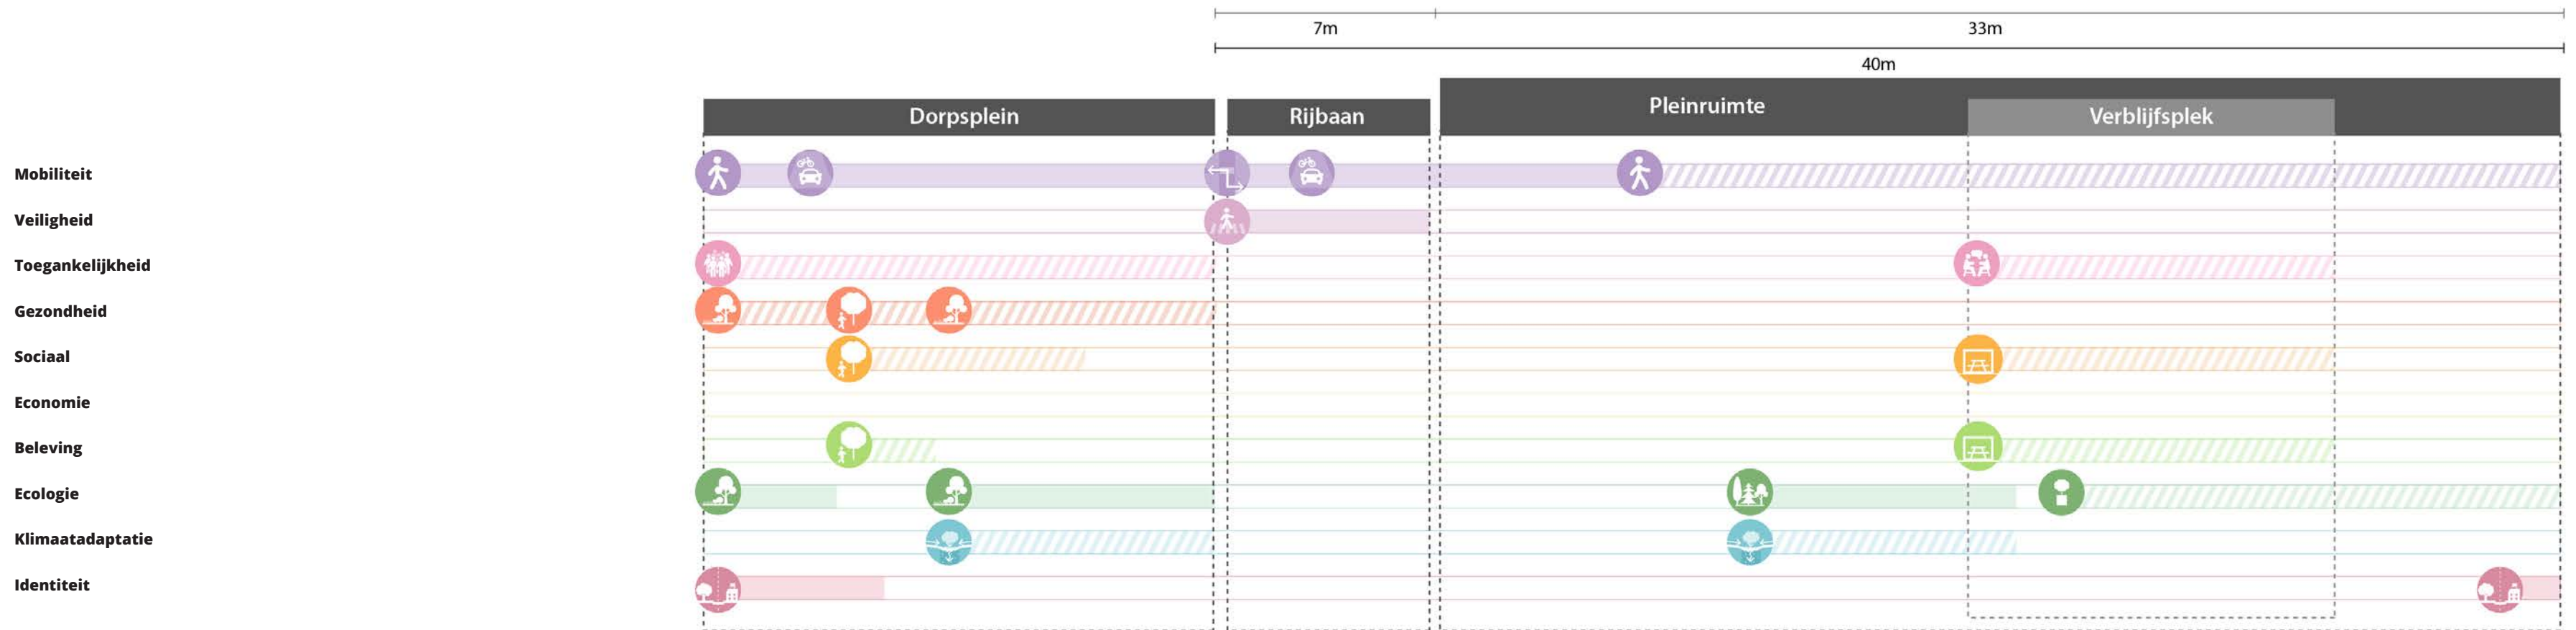 7m
33m
40m
Dorpsplein
Rijbaan
Pleinruimte
Verblijfsplek
Mobiliteit
Veiligheid
Toegankelijkheid
Gezondheid
Sociaal
Economie
Beleving
Ecologie
Klimaatadaptatie
Identiteit